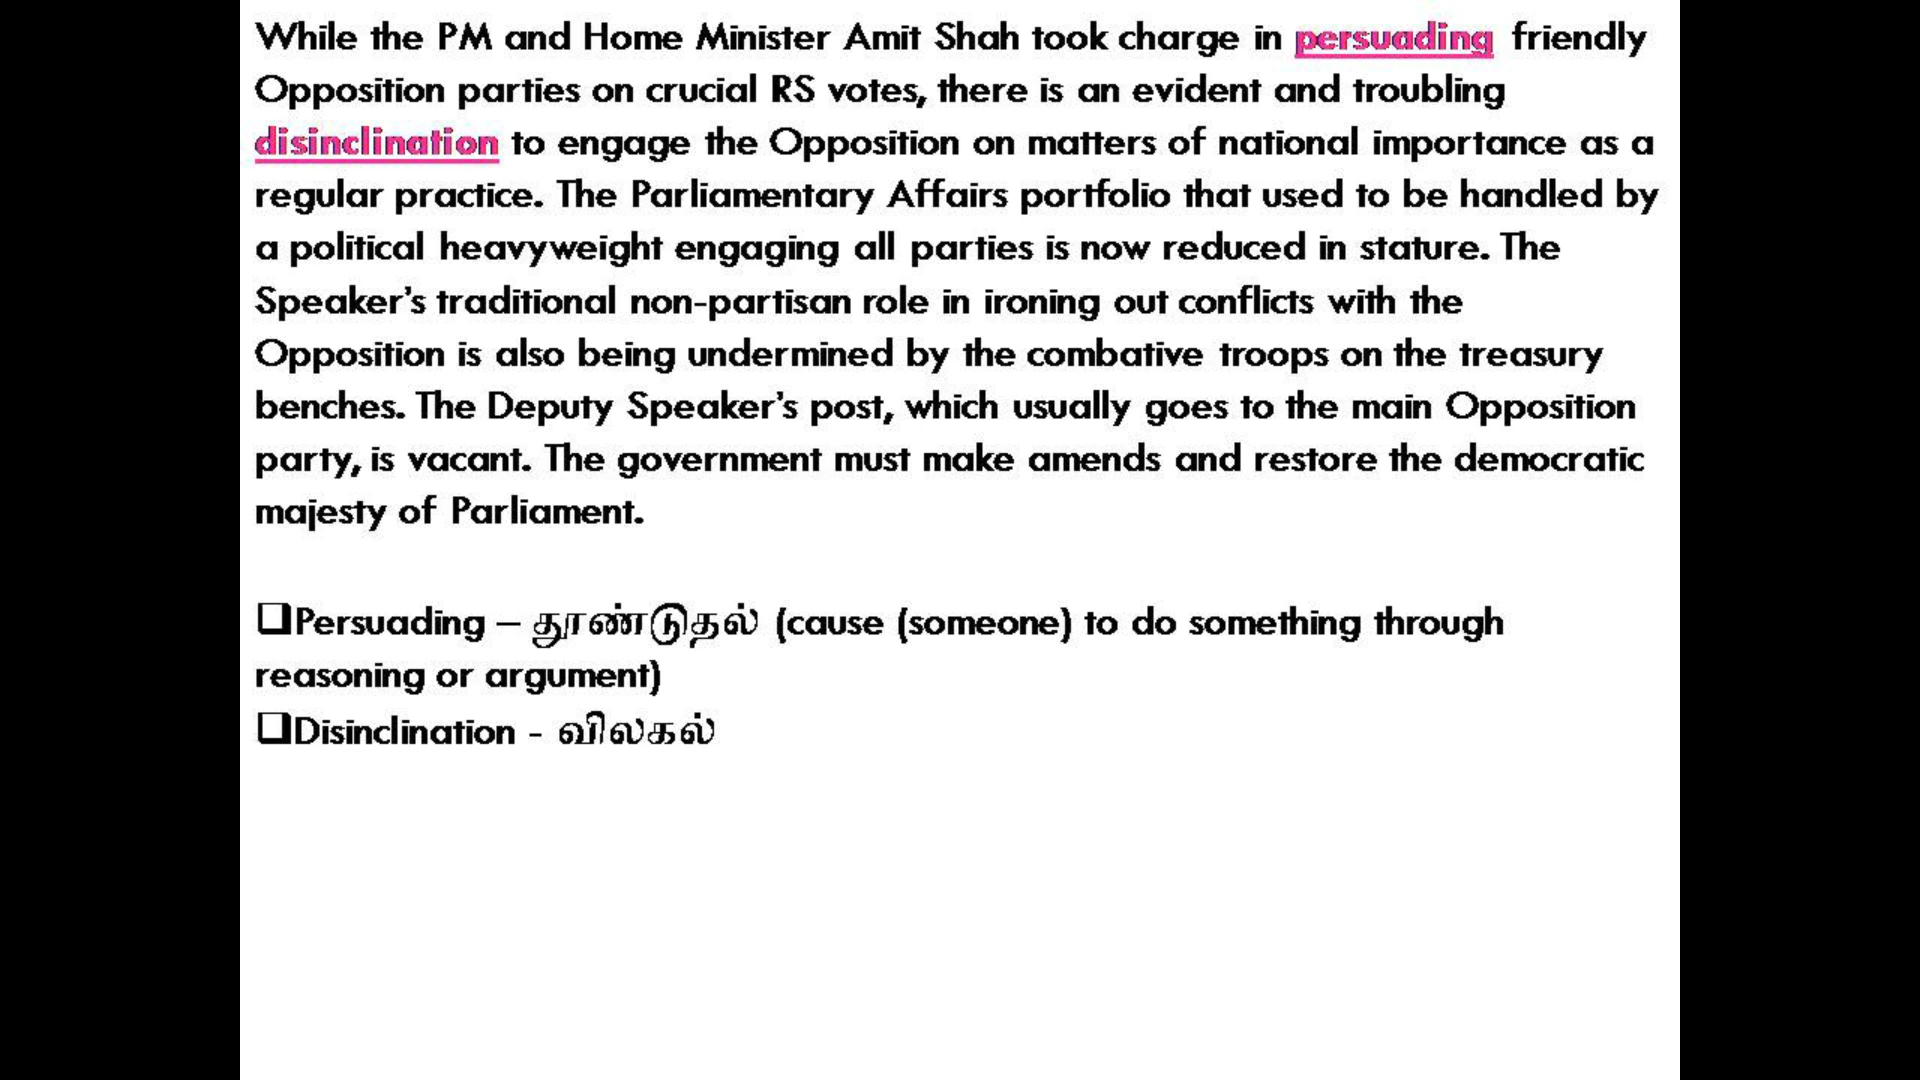 While the PM and Home Minister Amit Shah took charge in persuading friendly
Opposition parties on crucial RS votes, there is an evident and troubling
disinclination to engage the Opposition on matters of national importance as a
regular practice. The Parliamentary Affairs portfolio that used to be handled by
a political heavyweight engaging all parties is now reduced in stature. The
Speaker’s traditional non-partisan role in ironing out conflicts with the
Opposition is also being undermined by the combative troops on the treasury
benches. The Deputy Speaker’s post, which usually goes to the main Opposition
party, is vacant. The government must make amends and restore the democratic
majesty of Parliament.
❑Persuading – தூண்டுதல் (cause (someone) to do something through
reasoning or argument)
❑Disinclination - விலகல்